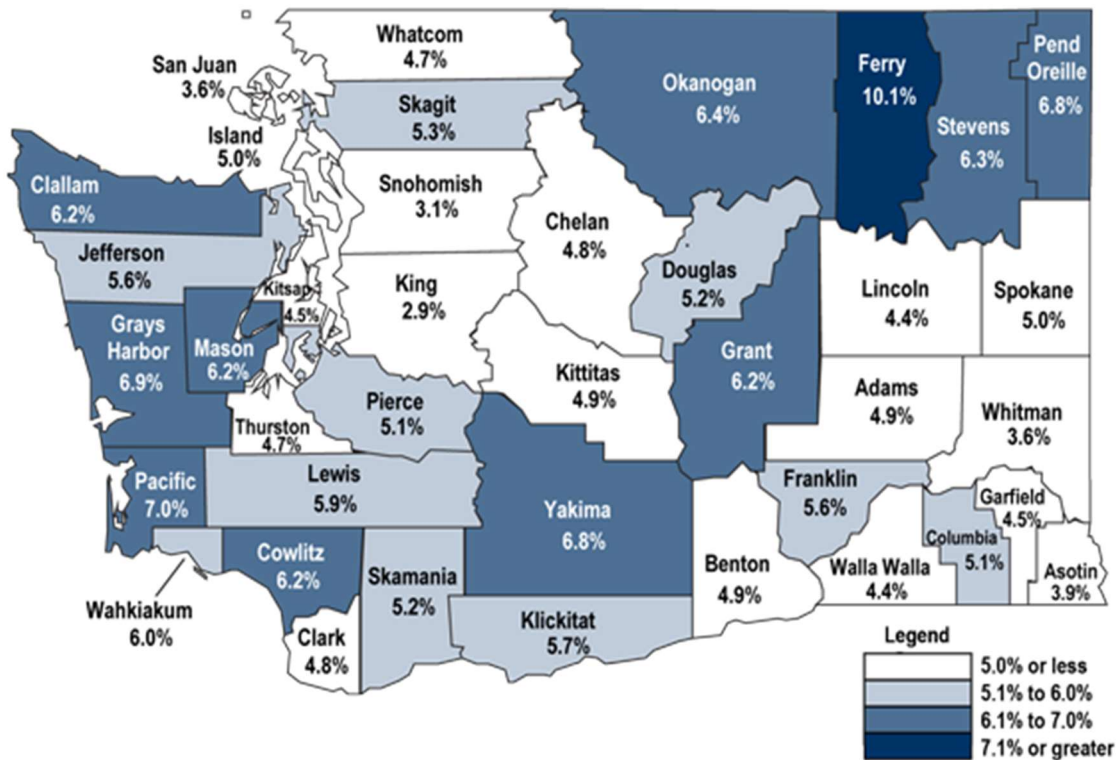 Whatcom
4.7%
San Juan
3.6%
Skagit
5.3%
Island
5.0%
Okanogan
6.4%
Ferry
10.1%
Pend
Oreille
6.8%
Stevens
6.3%
Clallam
6.2%
Snohomish
3.1%
Chelan
4.8%
Jefferson
5.6%
Douglas
5.2%
Kitsap
4.5%
King
2.9%
Lincoln
4.4%
Spokane
5.0%
Grays
Harbor
6.9%
Mason
6.2%
Grant
6.2%
Kittitas
4.9%
Adams
4.9%
Pierce
5.1%
Whitman
3.6%
Thurston
4.7%
Pacific
7.0%
Lewis
5.9%
Yakima
6.8%
Franklin
5.6%
Garfield
4.5%
Columbia
5.1%
Cowlitz
6.2%
Skamania
5.2%
Benton
4.9%
Walla Walla
4.4%
Asotin
3.9%
Wahkiakum
6.0%
Clark
4.8%
Klickitat
5.7%
Legend
5.0% or less
5.1% to 6.0%
6.1% to 7.0%
7.1% or greater